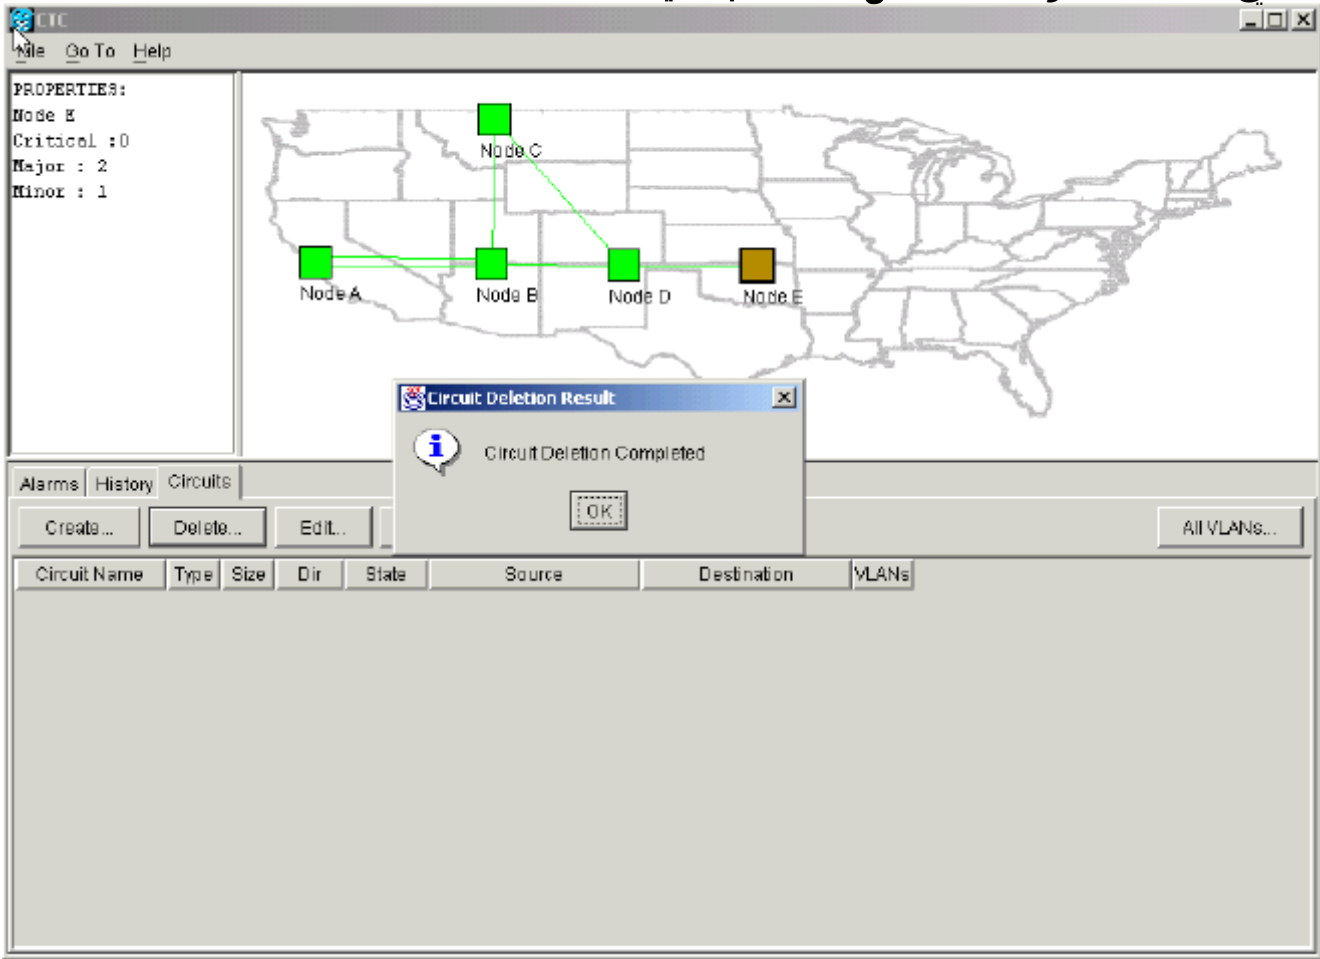 CTC
File Go To Help
PROPERTIES:
Node E
Critical :0
Major : 2
Minor : 1
Node C
Node A
Node B
Node D
Node E
Circuit Deletion Result
Circuit Deletion Completed
OK
Alarms History Circuits
Create... Delete... Edit... All VLANs...
Circuit Name Type Size Dir State Source Destination VLANs